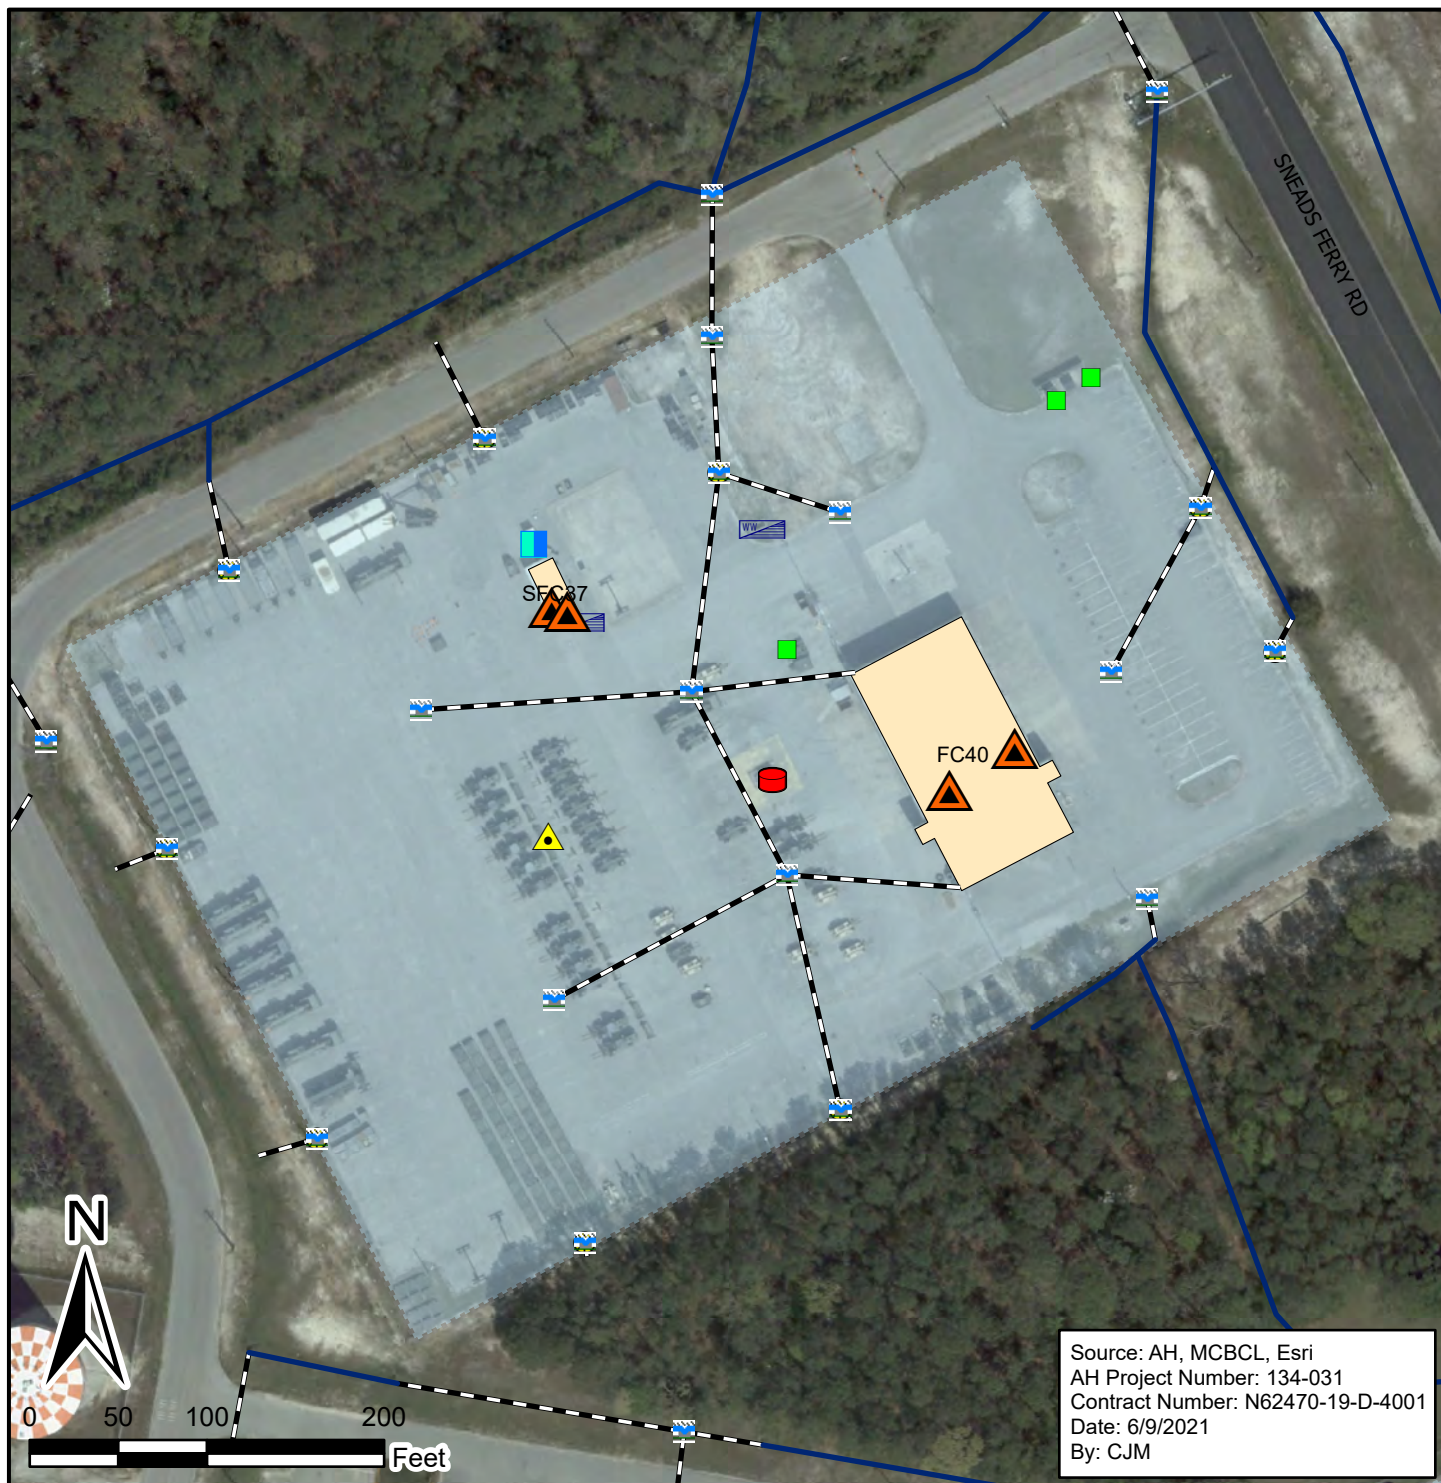 SNEADS FERRY RD
WW
SFC37
FC40
N
0 50 100 200
Feet
Source: AH, MCBCL, Esri
AH Project Number: 134-031
Contract Number: N62470-19-D-4001
Date: 6/9/2021
By: CJM